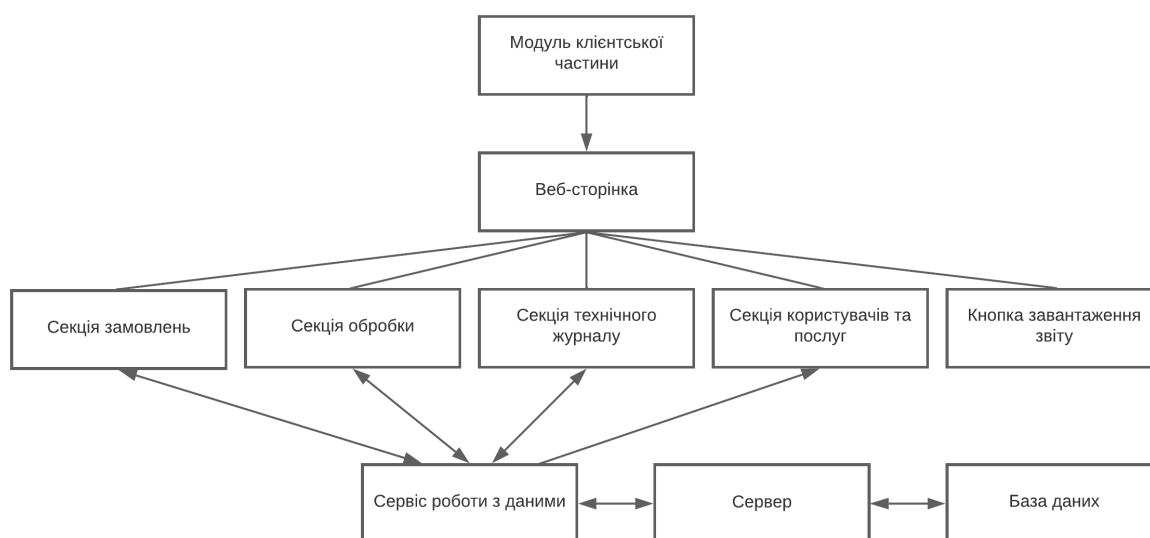 Модуль клієнтської
частини
Веб-сторінка
Секція замовлень
Секція обробки
Секція технічного
журналу
Секція користувачів та
послуг
Кнопка завантаження
звіту
Сервіс роботи з даними
Сервер
База даних